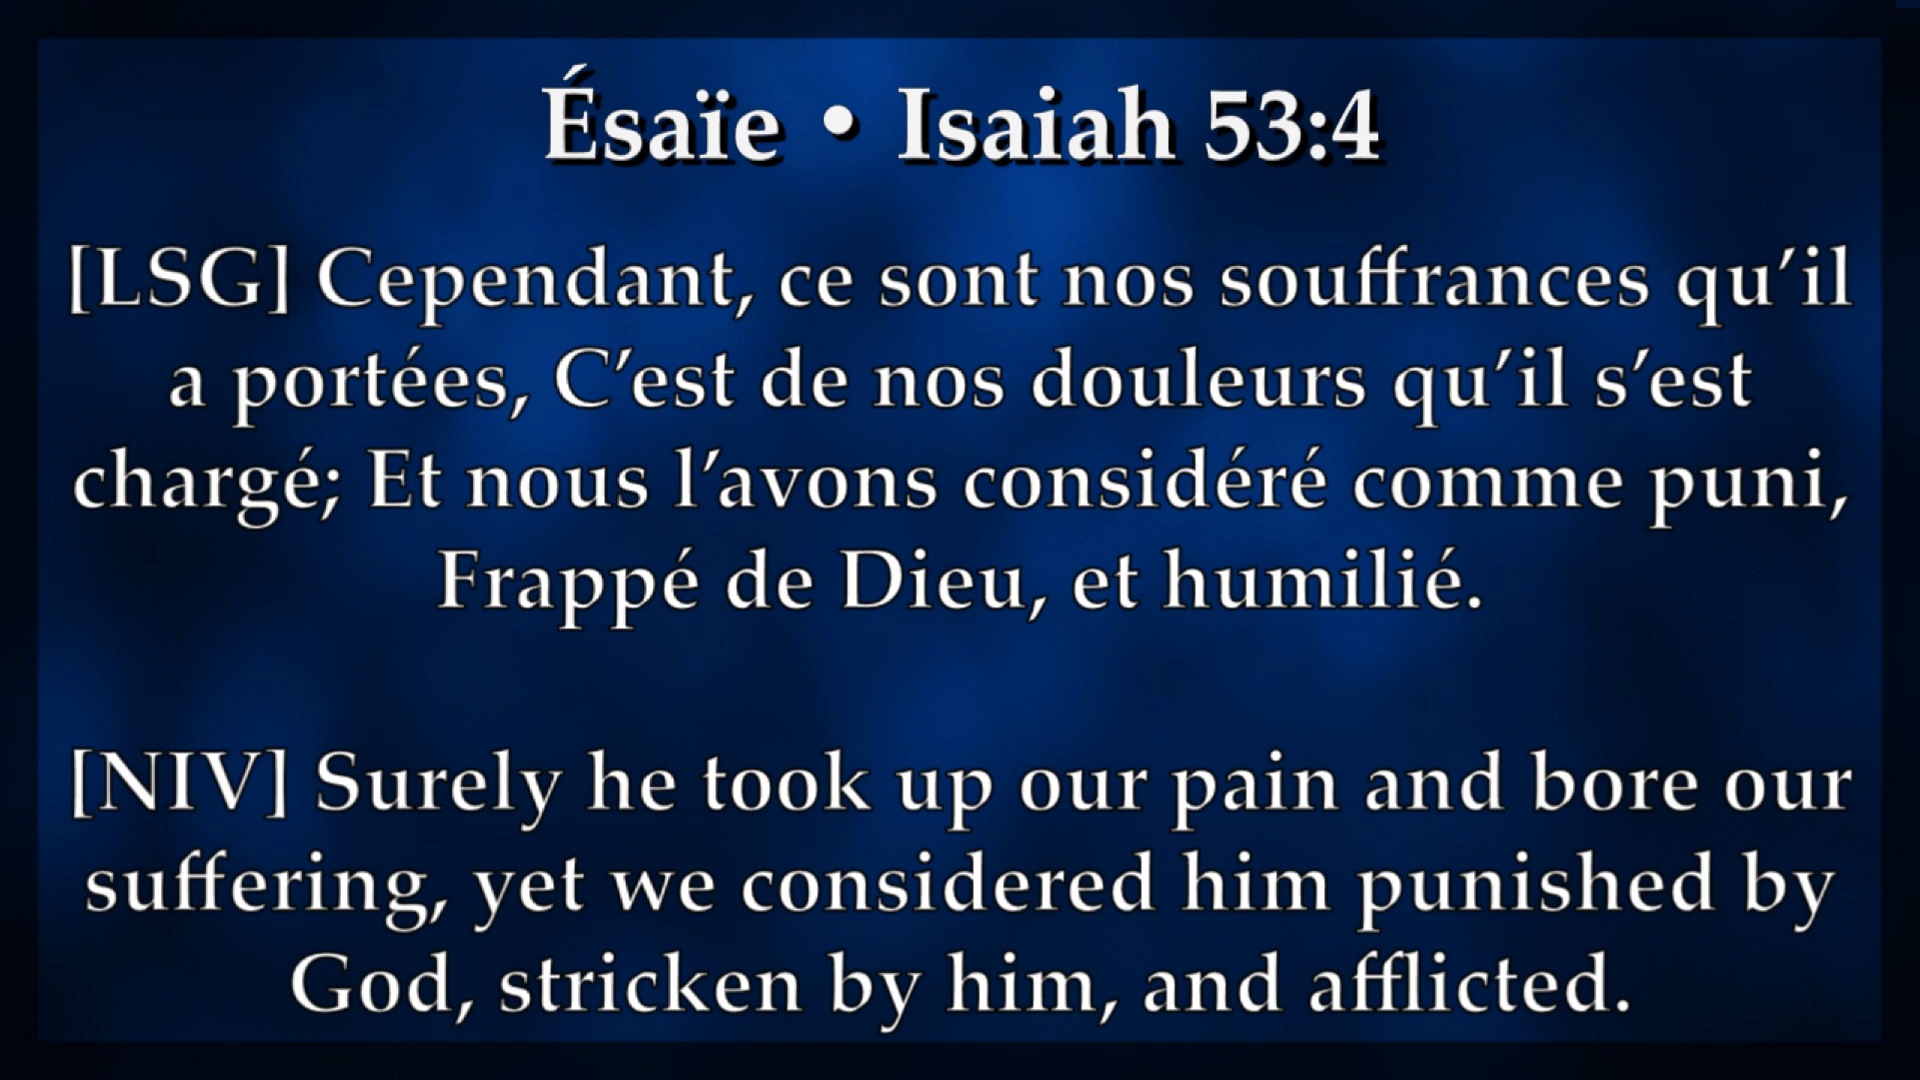 Ésaïe • Isaiah 53:4
[LSG] Cependant, ce sont nos souffrances qu’il
a portées, C’est de nos douleurs qu’il s’est
chargé; Et nous l’avons considéré comme puni,
Frappé de Dieu, et humilié.
[NIV] Surely he took up our pain and bore our
suffering, yet we considered him punished by
God, stricken by him, and afflicted.